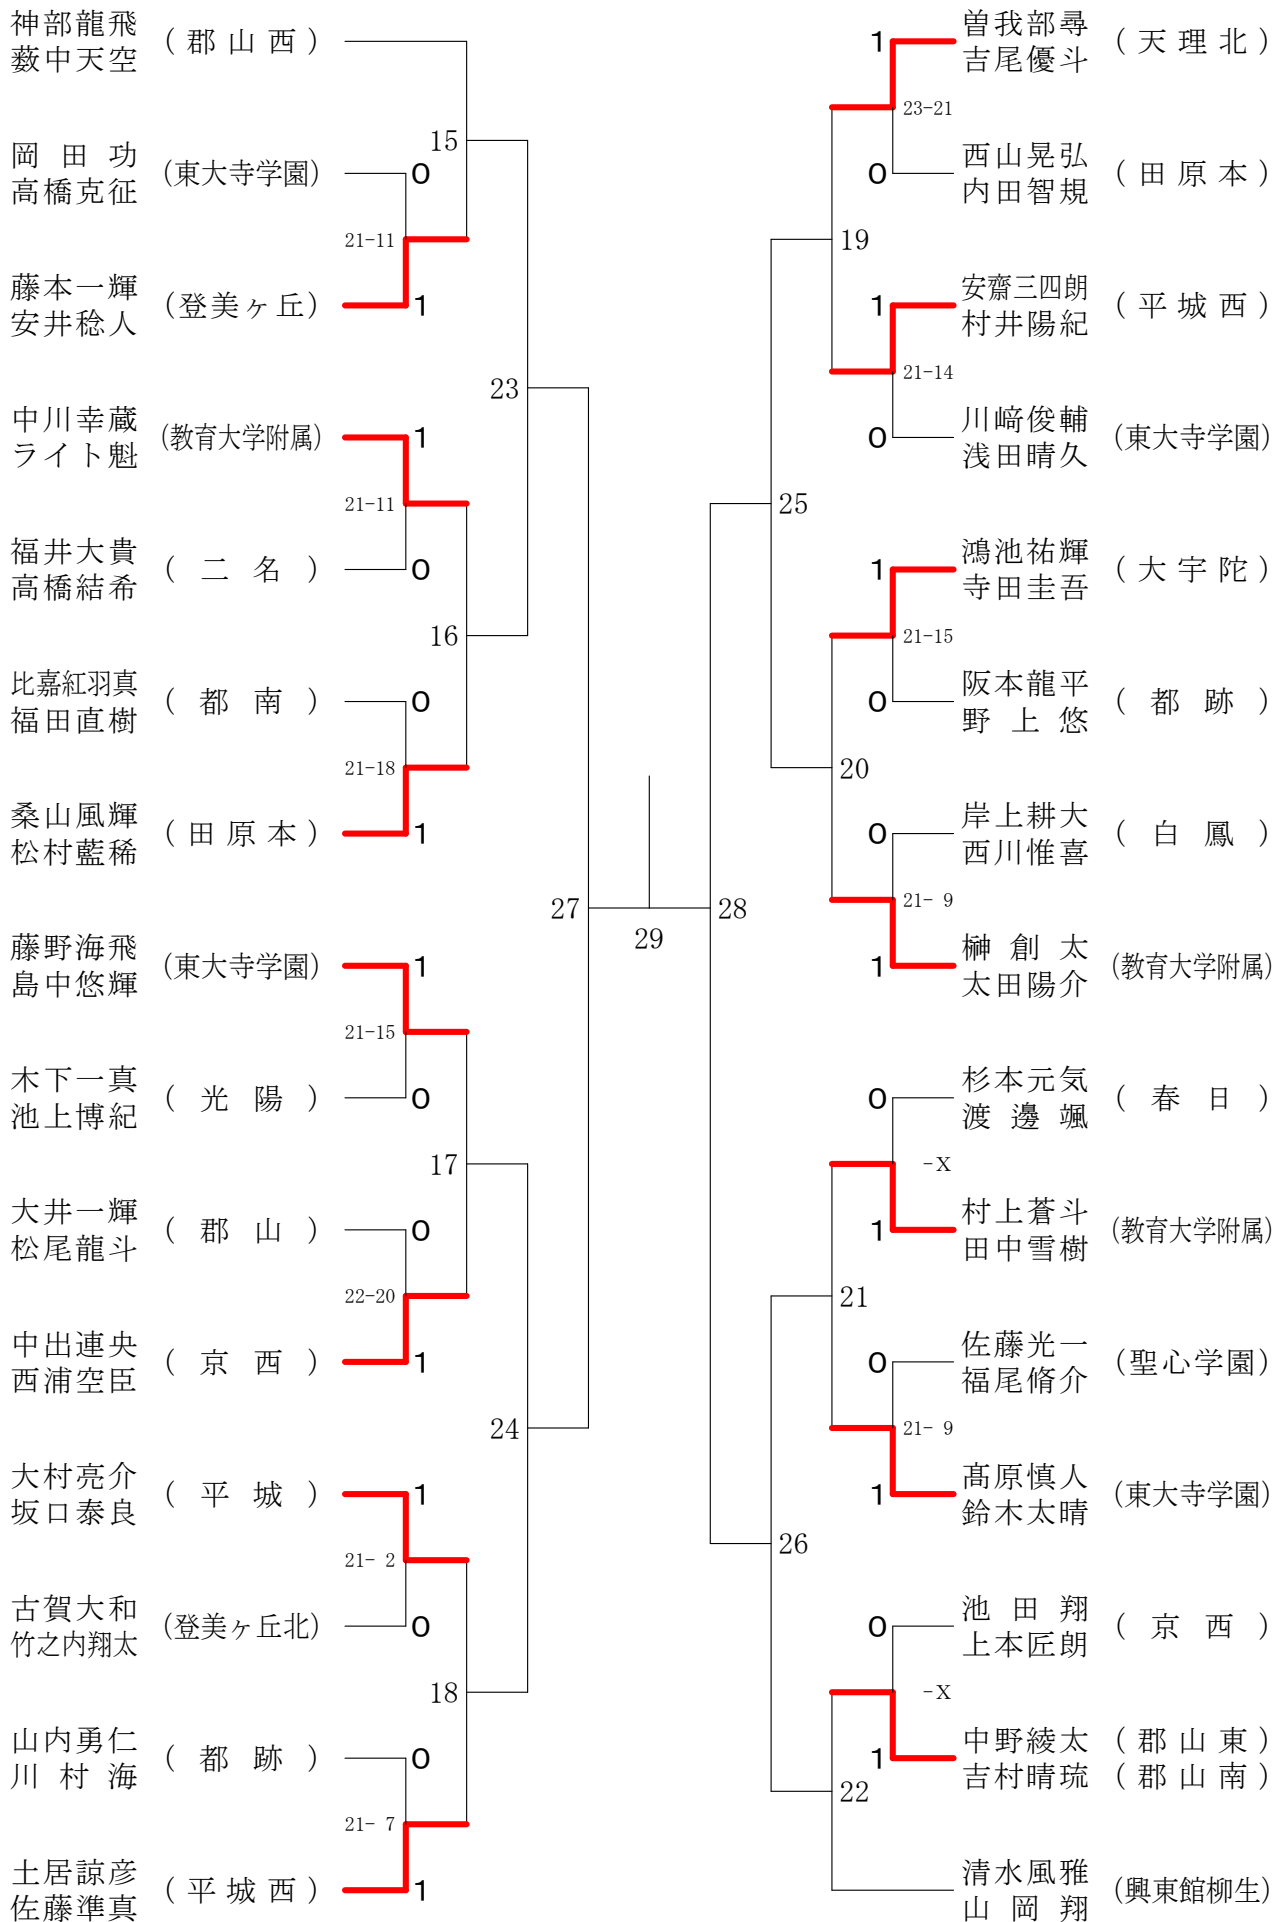 神部龍飛
藪中天空
(郡山西)
15
岡田功
高橋克征
(東大寺学園)
0
21-11
藤本一輝
安井稔人
(登美ヶ丘)
1
23
中川幸蔵
ライト魁
(教育大学附属)
1
21-11
福井大貴
高橋結希
(二名)
0
16
比嘉紅羽真
福田直樹
(都南)
0
21-18
桑山風輝
松村藍稀
(田原本)
1
27
29
28
藤野海飛
島中悠輝
(東大寺学園)
1
21-15
木下一真
池上博紀
(光陽)
0
17
大井一輝
松尾龍斗
(郡山)
0
22-20
中出連央
西浦空臣
(京西)
1
24
大村亮介
坂口泰良
(平城)
1
21- 2
古賀大和
竹之内翔太
(登美ヶ丘北)
0
18
山内勇仁
川村海
(都跡)
0
21- 7
土居諒彦
佐藤準真
(平城西)
1
1
曽我部尋
吉尾優斗
(天理北)
23-21
0
西山晃弘
内田智規
(田原本)
19
1
安齋三四朗
村井陽紀
(平城西)
21-14
0
川﨑俊輔
浅田晴久
(東大寺学園)
25
1
鴻池祐輝
寺田圭吾
(大宇陀)
21-15
0
阪本龍平
野上悠
(都跡)
20
0
岸上耕大
西川惟喜
(白鳳)
21- 9
1
榊創太
太田陽介
(教育大学附属)
0
杉本元気
渡邊颯
(春日)
-X
1
村上蒼斗
田中雪樹
(教育大学附属)
21
0
佐藤光一
福尾脩介
(聖心学園)
21- 9
1
髙原慎人
鈴木太晴
(東大寺学園)
26
0
池田翔
上本匠朗
(京西)
-X
1
中野綾太
吉村晴琉
(郡山東)
(郡山南)
22
清水風雅
山岡翔
(興東館柳生)